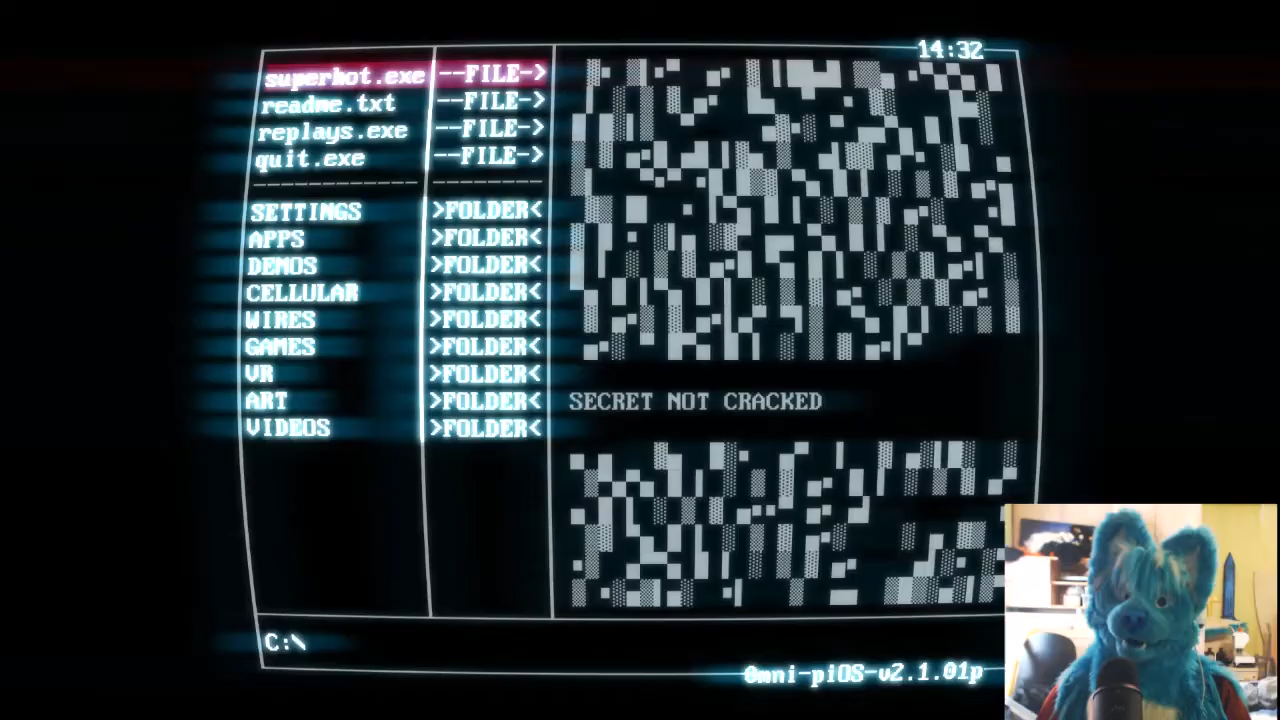 14:32
superhot.exe --FILE->
readme.txt --FILE->
replays.exe --FILE->
quit.exe --FILE->
SETTINGS >FOLDER<
APPS >FOLDER<
DEMOS >FOLDER<
CELLULAR >FOLDER<
WIRES >FOLDER<
GAMES >FOLDER<
VR >FOLDER<
ART >FOLDER<
VIDEOS >FOLDER<
SECRET NOT CRACKED
C:\
0mni-piOS-v2.1.01p